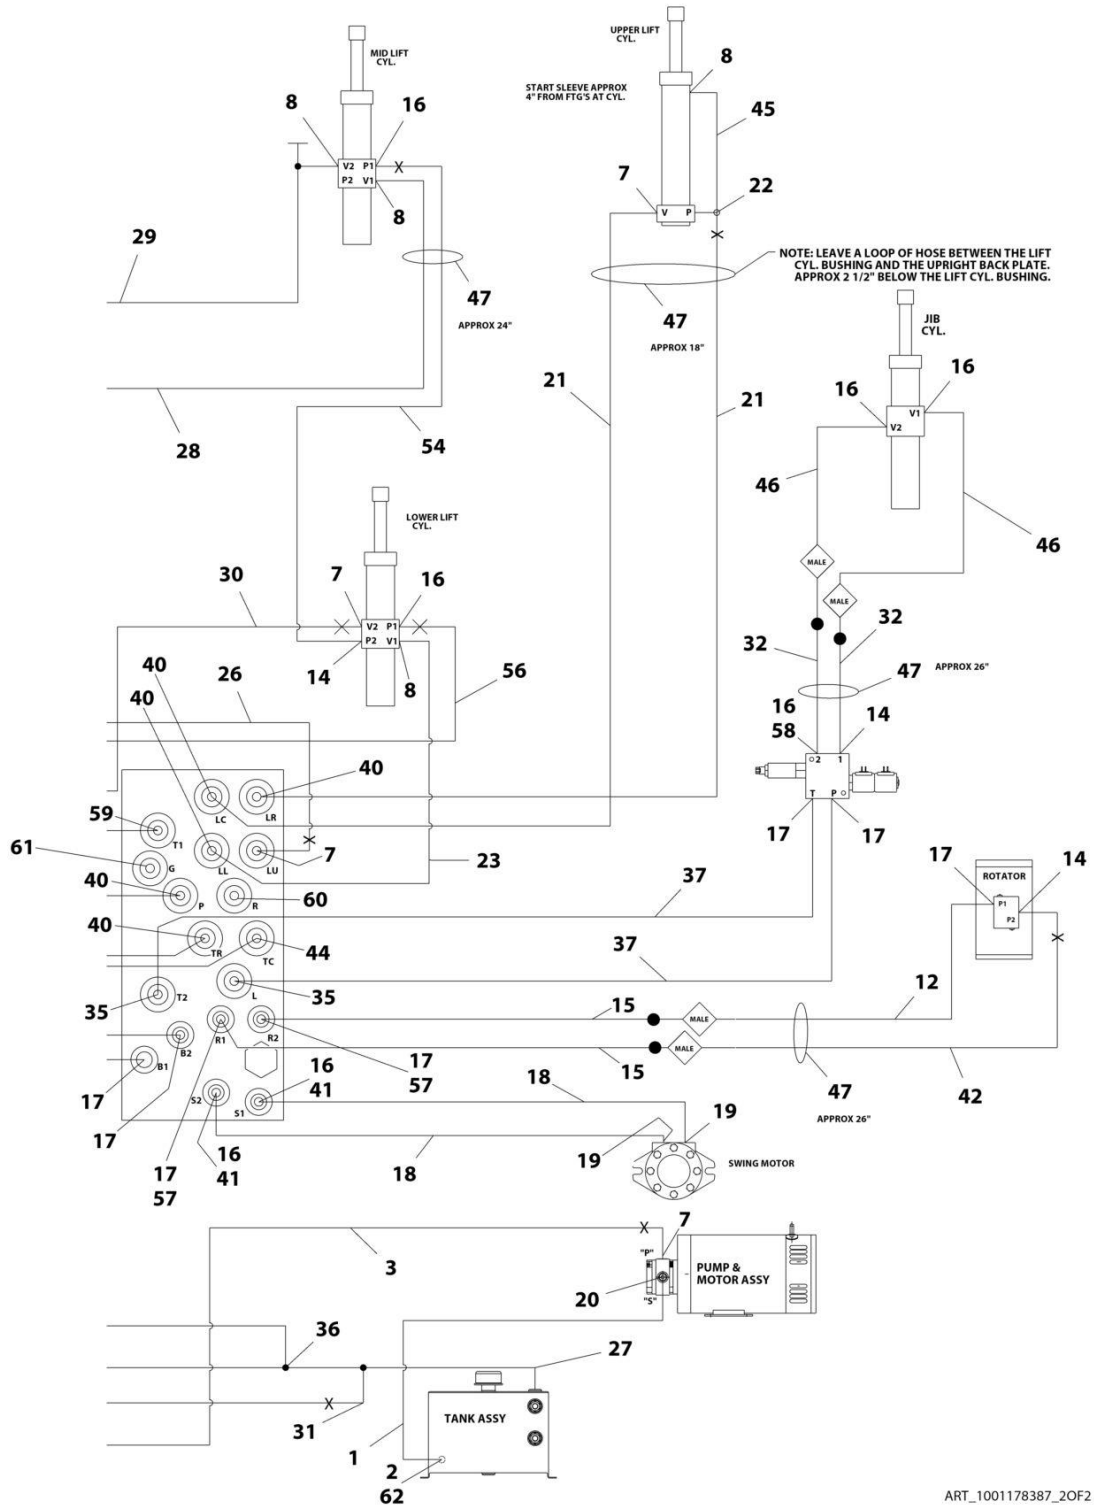 UPPER LIFT
CYL.
MID LIFT
CYL.
8
START SLEEVE APPROX
4" FROM FTG'S AT CYL.
8
16
45
V2 P1
P2 V1
7
22
8
V P
29
NOTE: LEAVE A LOOP OF HOSE BETWEEN THE LIFT
CYL. BUSHING AND THE UPRIGHT BACK PLATE.
APPROX 2 1/2" BELOW THE LIFT CYL. BUSHING.
47
APPROX 24"
47
APPROX 18"
JIB
CYL.
16
21
16
21
V1
V2
28
54
46
LOWER LIFT
CYL.
46
MALE
30
7
16
MALE
V2 P1
P2 V1
32
32
40
26
14
8
56
47
APPROX 26"
40
16
58
14
40
2 1
59
LC
LR
T P
61
T1
17
17
G
LL
LU
7
23
17
14
40
P
R
60
37
ROTATOR
P1
P2
40
TR
TC
44
37
12
35
T2
L
35
15
MALE
R1
R2
MALE
B2
17
57
15
47
42
B1
16
41
18
APPROX 26"
17
S2
S1
19
17
16
41
18
19
SWING MOTOR
17
57
7
3
"P"
PUMP &
MOTOR ASSY
20
"S"
36
27
31
TANK ASSY
1
2
62
ART_1001178387_2OF2